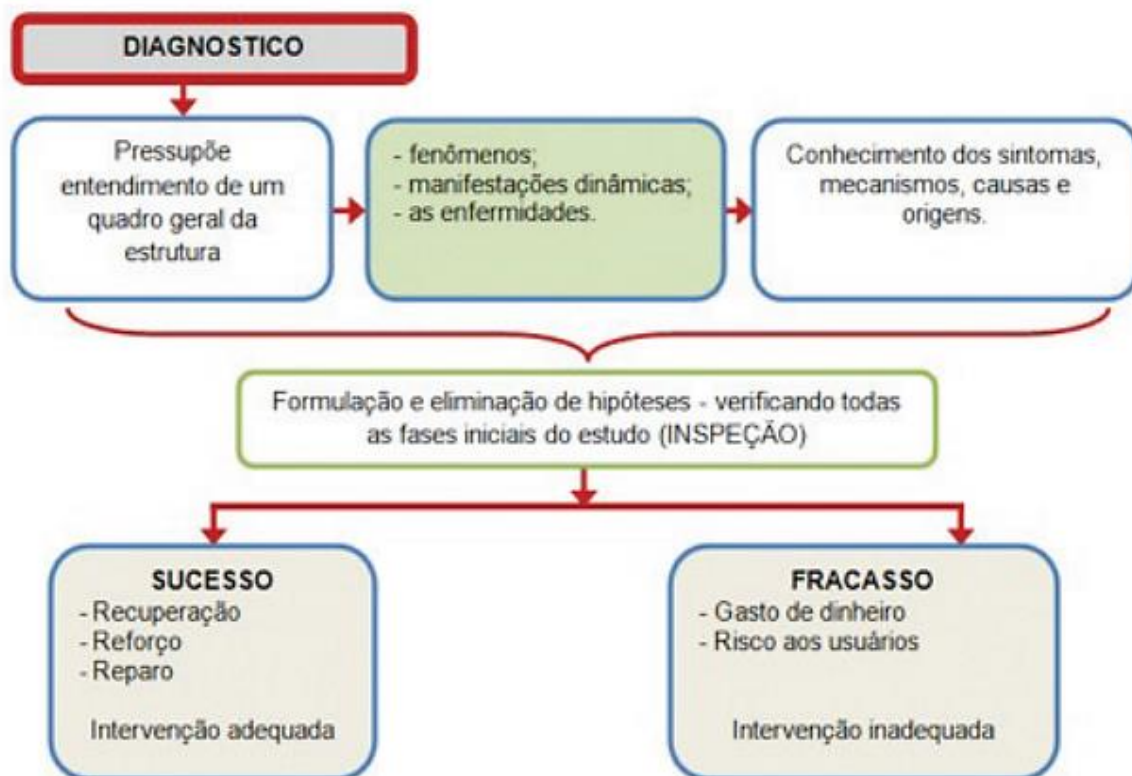 DIAGNOSTICO
Pressupõe
entendimento de um
quadro geral da
estrutura
- fenômenos;
- manifestações dinâmicas;
- as enfermidades.
Conhecimento dos sintomas,
mecanismos, causas e
origens.
Formulação e eliminação de hipóteses - verificando todas
as fases iniciais do estudo (INSPEÇÃO)
SUCESSO
- Recuperação
- Reforço
- Reparo
Intervenção adequada
FRACASSO
- Gasto de dinheiro
- Risco aos usuários
Intervenção inadequada